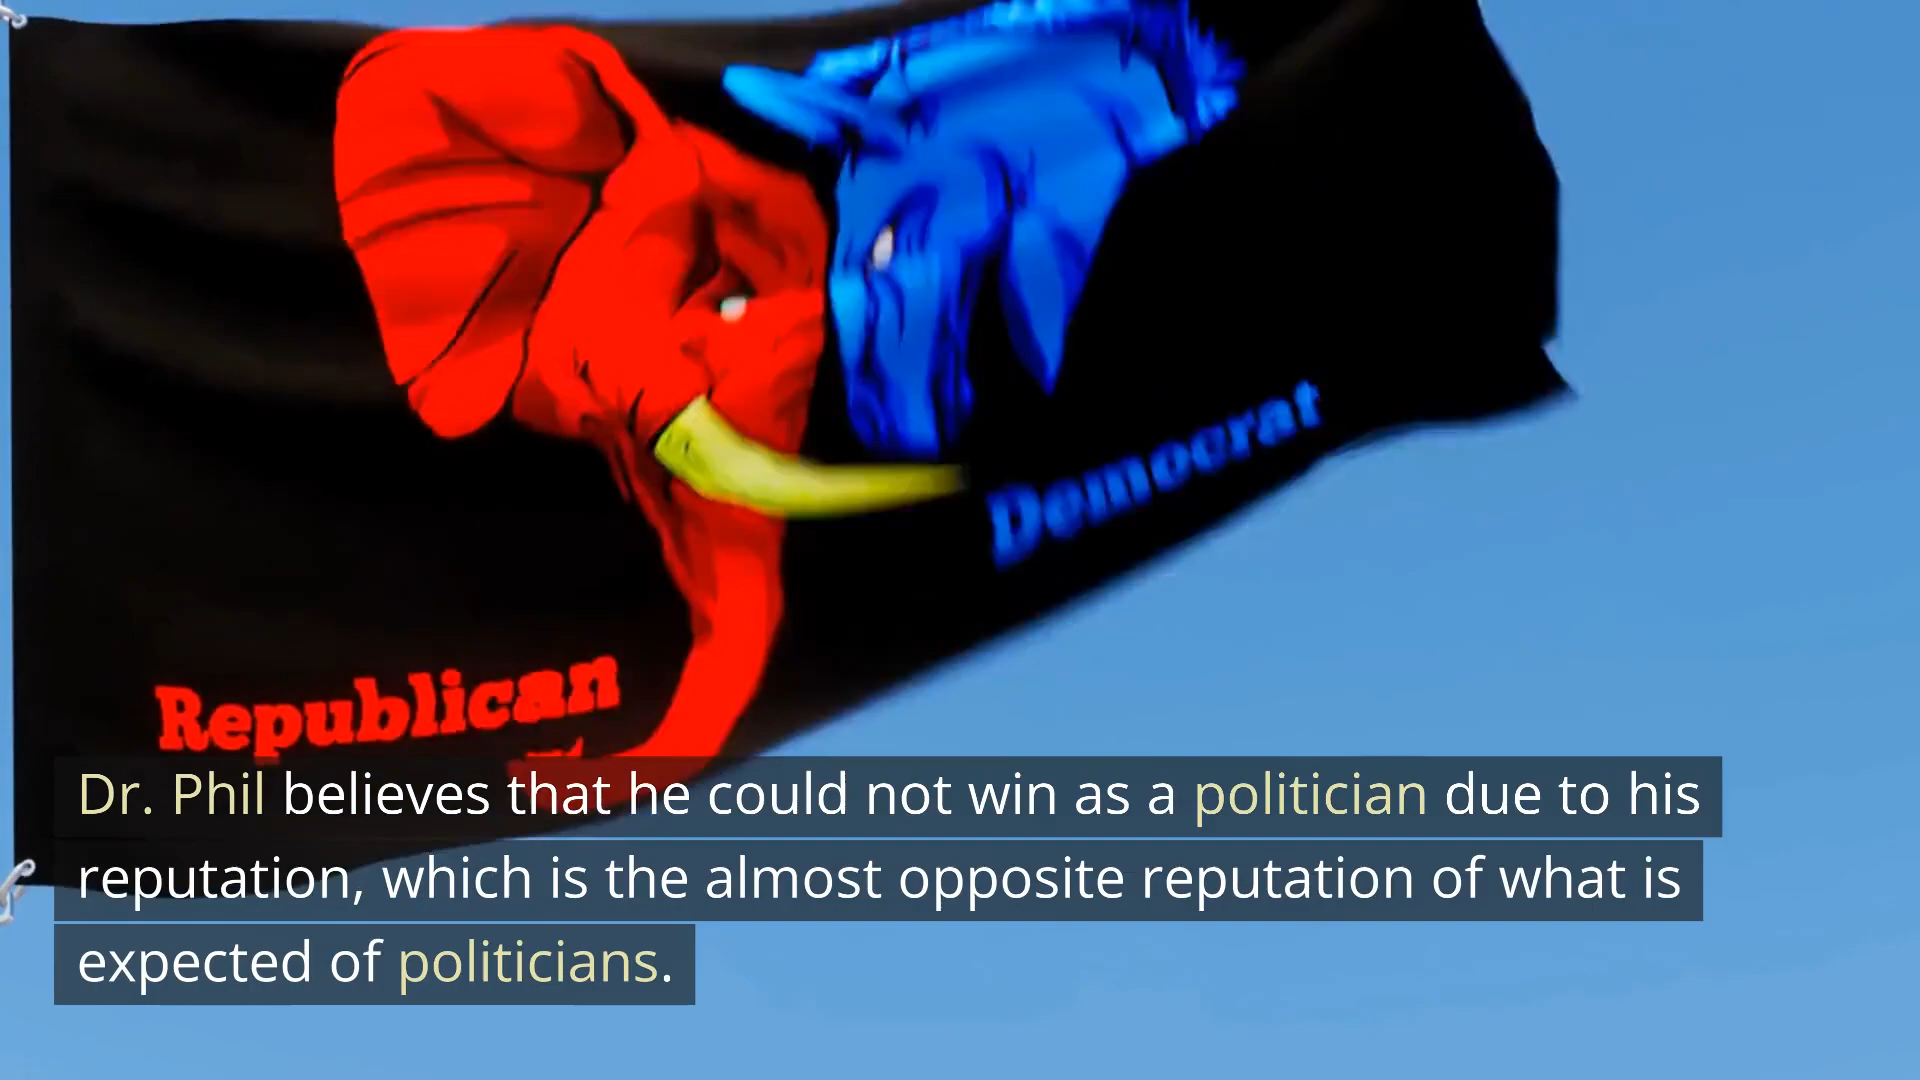 Democrat
Republican
Dr. Phil believes that he could not win as a politician due to his
reputation, which is the almost opposite reputation of what is
expected of politicians.